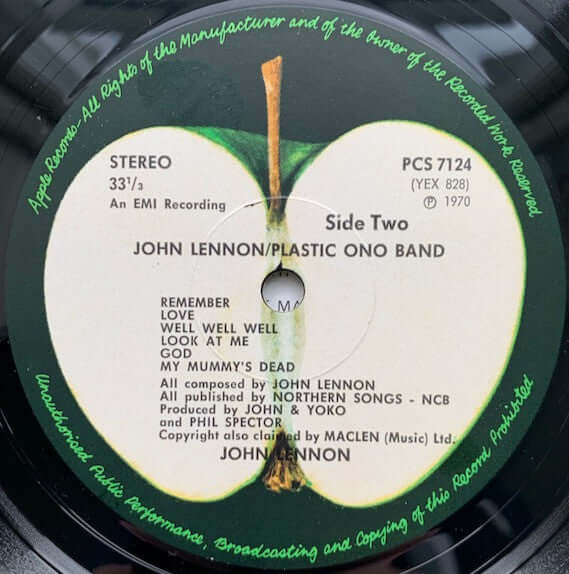 Apple Records-All Rights of the Manufacturer and of the Owner of the Recorded Work Reserved
STEREO
33 1/3
An EMI Recording
PCS 7124
(YEX 828)
℗ 1970
Side Two
JOHN LENNON/PLASTIC ONO BAND
MA
REMEMBER
LOVE
WELL WELL WELL
LOOK AT ME
GOD
MY MUMMY'S DEAD
All composed by JOHN LENNON
All published by NORTHERN SONGS - NCB
Produced by JOHN & YOKO
and PHIL SPECTOR
Copyright also claimed by MACLEN (Music) Ltd.
JOHN LENNON
Unauthorised Public Performance, Broadcasting and Copying of this Record Prohibited